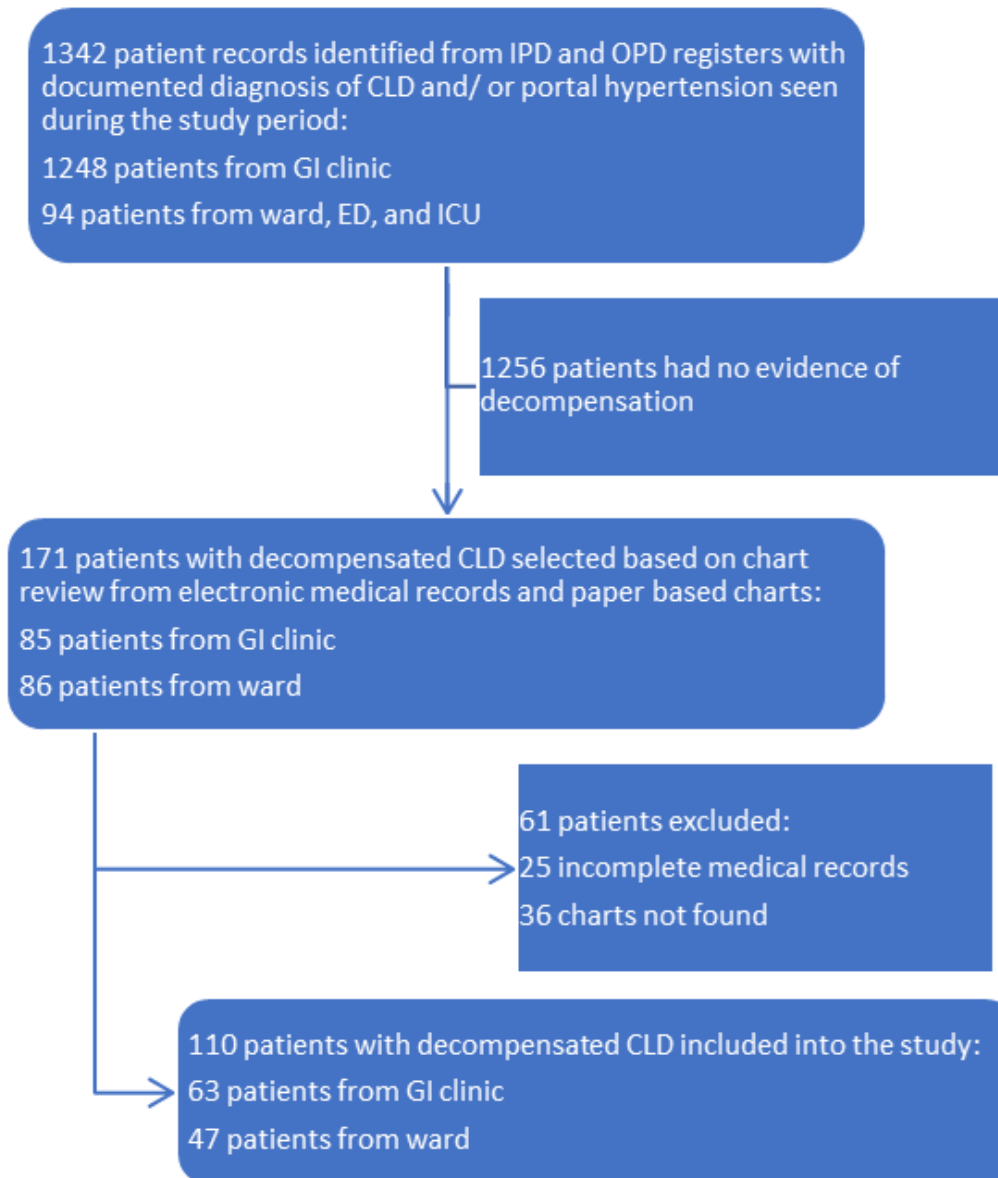 1342 patient records identified from IPD and OPD registers with
documented diagnosis of CLD and/ or portal hypertension seen
during the study period:
1248 patients from GI clinic
94 patients from ward, ED, and ICU
1256 patients had no evidence of
decompensation
171 patients with decompensated CLD selected based on chart
review from electronic medical records and paper based charts:
85 patients from GI clinic
86 patients from ward
61 patients excluded:
25 incomplete medical records
36 charts not found
110 patients with decompensated CLD included into the study:
63 patients from GI clinic
47 patients from ward